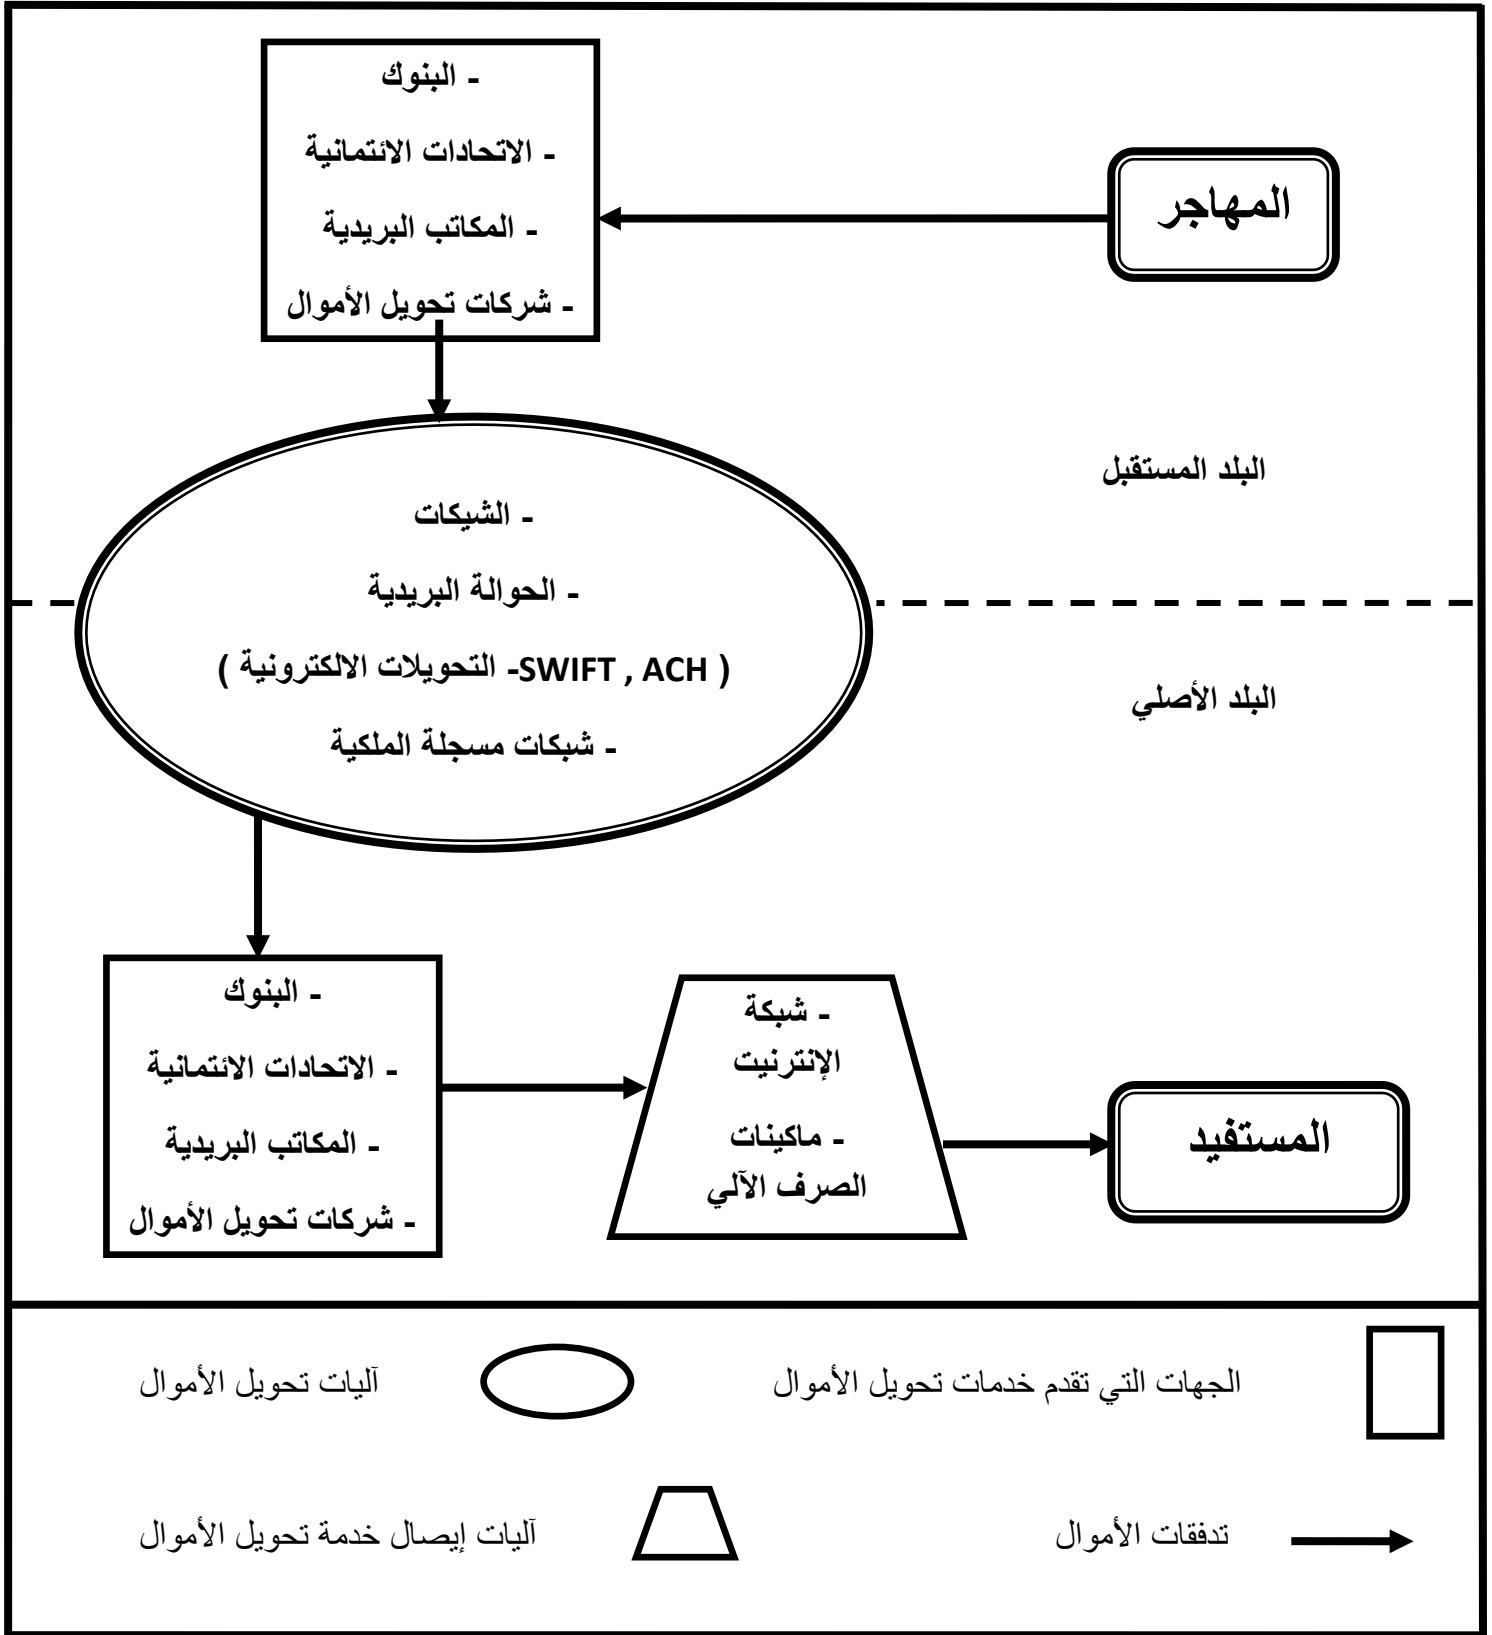 - البنوك
- الاتحادات الائتمانية
- المكاتب البريدية
- شركات تحويل الأموال
المهاجر
البلد المستقبل
- الشيكات
- الحوالة البريدية
( SWIFT , ACH- التحويلات الالكترونية )
- شبكات مسجلة الملكية
البلد الأصلي
- البنوك
- الاتحادات الائتمانية
- المكاتب البريدية
- شركات تحويل الأموال
- شبكة
الإنترنيت
- ماكينات
الصرف الآلي
المستفيد
الجهات التي تقدم خدمات تحويل الأموال
آليات تحويل الأموال
تدفقات الأموال
آليات إيصال خدمة تحويل الأموال